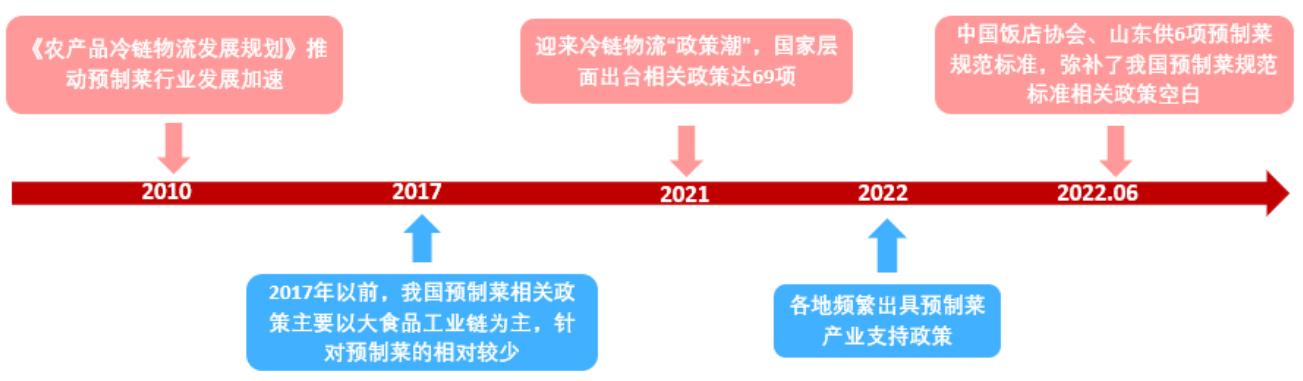 《农产品冷链物流发展规划》推
动预制菜行业发展加速
迎来冷链物流“政策潮”，国家层
面出台相关政策达69项
中国饭店协会、山东供6项预制菜
规范标准，弥补了我国预制菜规范
标准相关政策空白
2010
2017
2021
2022
2022.06
2017年以前，我国预制菜相关政
策主要以大食品工业链为主，针
对预制菜的相对较少
各地频繁出具预制菜
产业支持政策